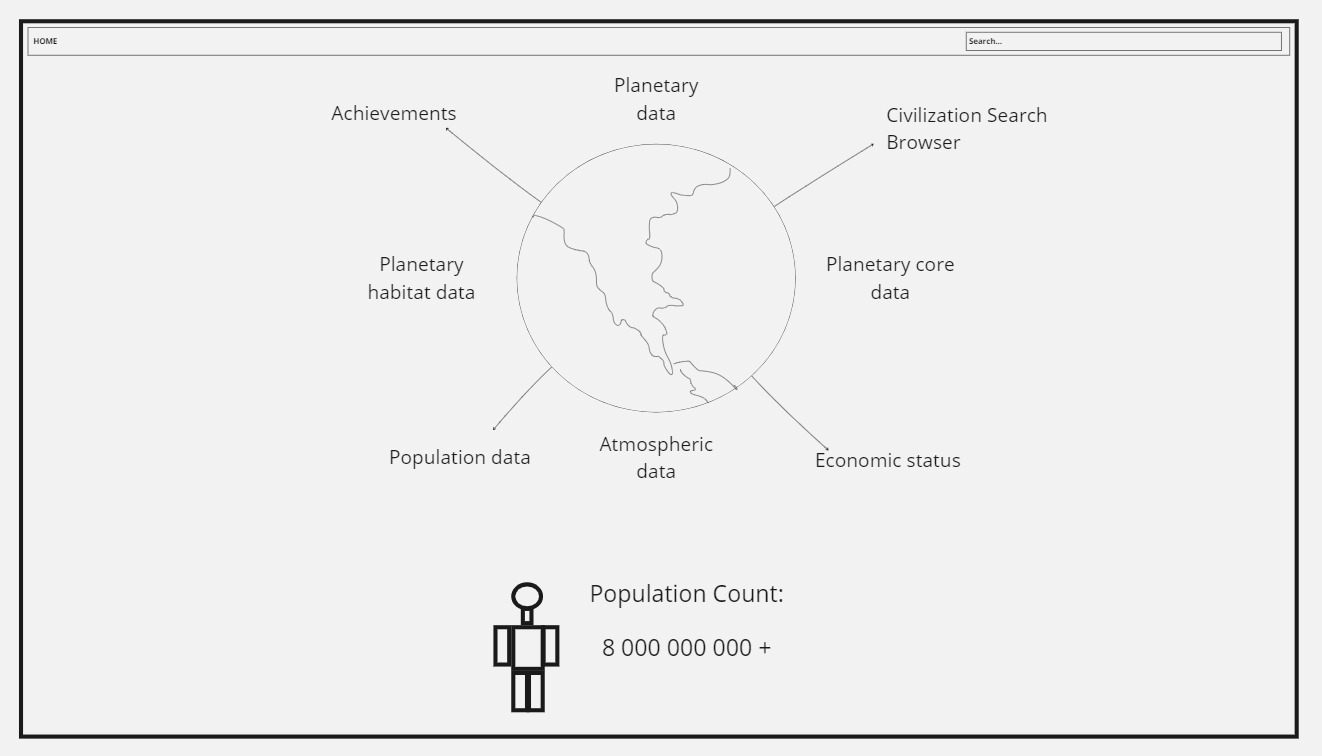 HOME
Search...
Planetary
data
Achievements
Civilization Search
Browser
Planetary
habitat data
Planetary core
data
Population data
Atmospheric
data
Economic status
Population Count:
8 000 000 000 +